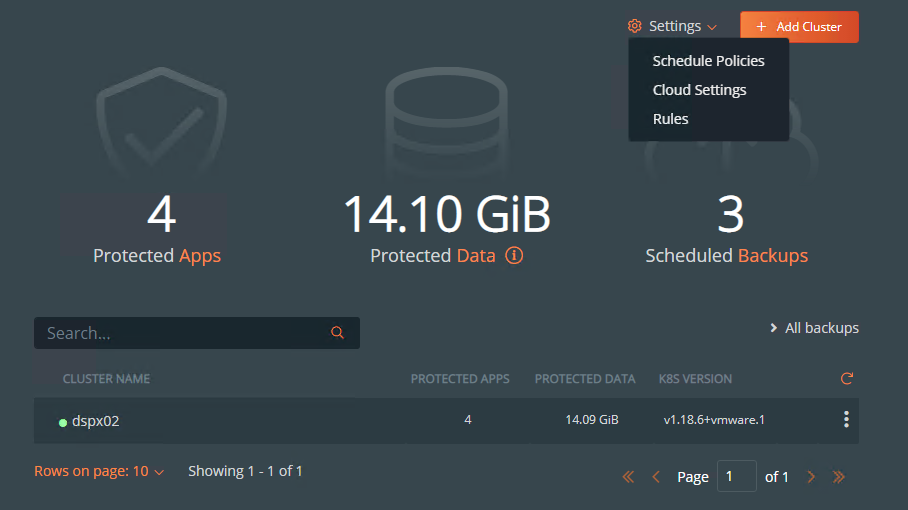 Settings
+ Add Cluster
Schedule Policies
Cloud Settings
Rules
4
Protected Apps
14.10 GiB
Protected Data
3
Scheduled Backups
Search...
All backups
CLUSTER NAME PROTECTED APPS PROTECTED DATA K8S VERSION
dspx02 4 14.09 GiB v1.18.6+vmware.1
Rows on page: 10 Showing 1 - 1 of 1 Page 1 of 1